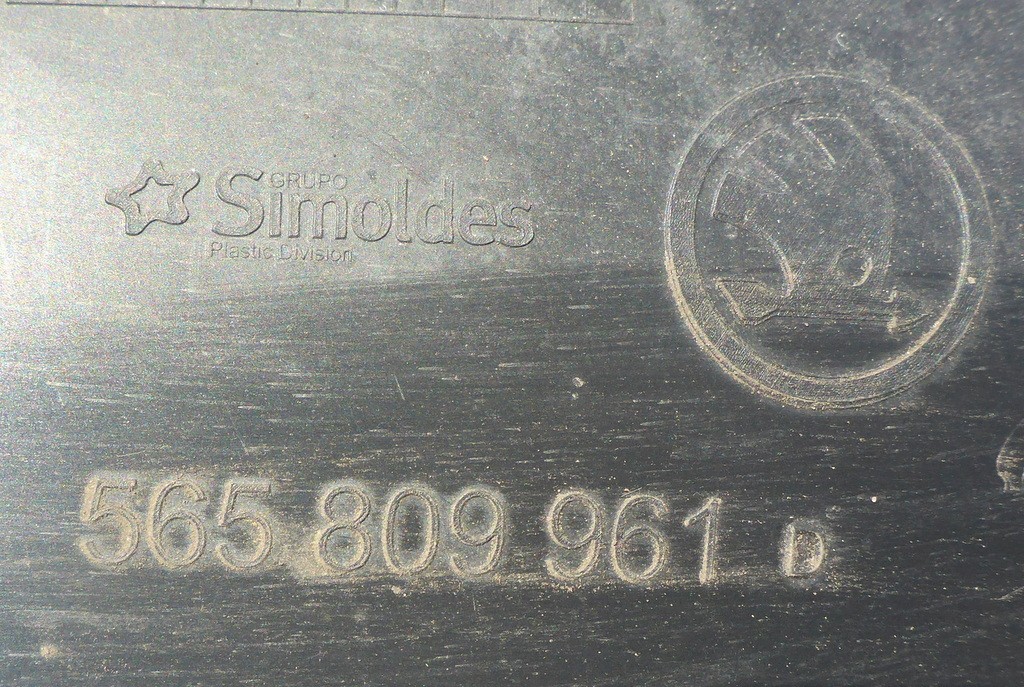 GRUPO
Simoldes
Plastic Division
565 809 961 D